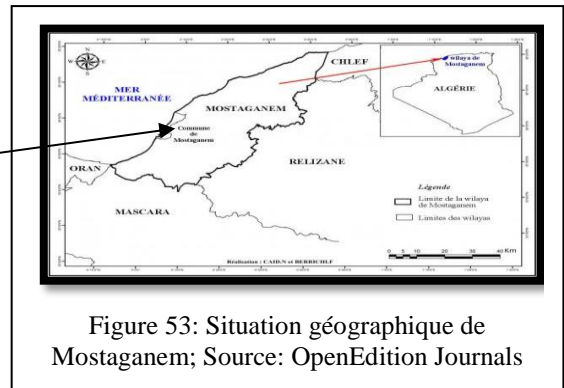 CHLEF
wilaya de
Mostaganem
ALGÉRIE
MER
MÉDITERRANÉE
MOSTAGANEM
Commune
de
Mostaganem
ORAN
RELIZANE
MASCARA
Légende
Limite de la wilaya
de Mostaganem
Limites des wilayas
0 5 10 20 30 40 Km
Réalisation : CAID.N et BERRICHI.F
Figure 53: Situation géographique de
Mostaganem; Source: OpenEdition Journals